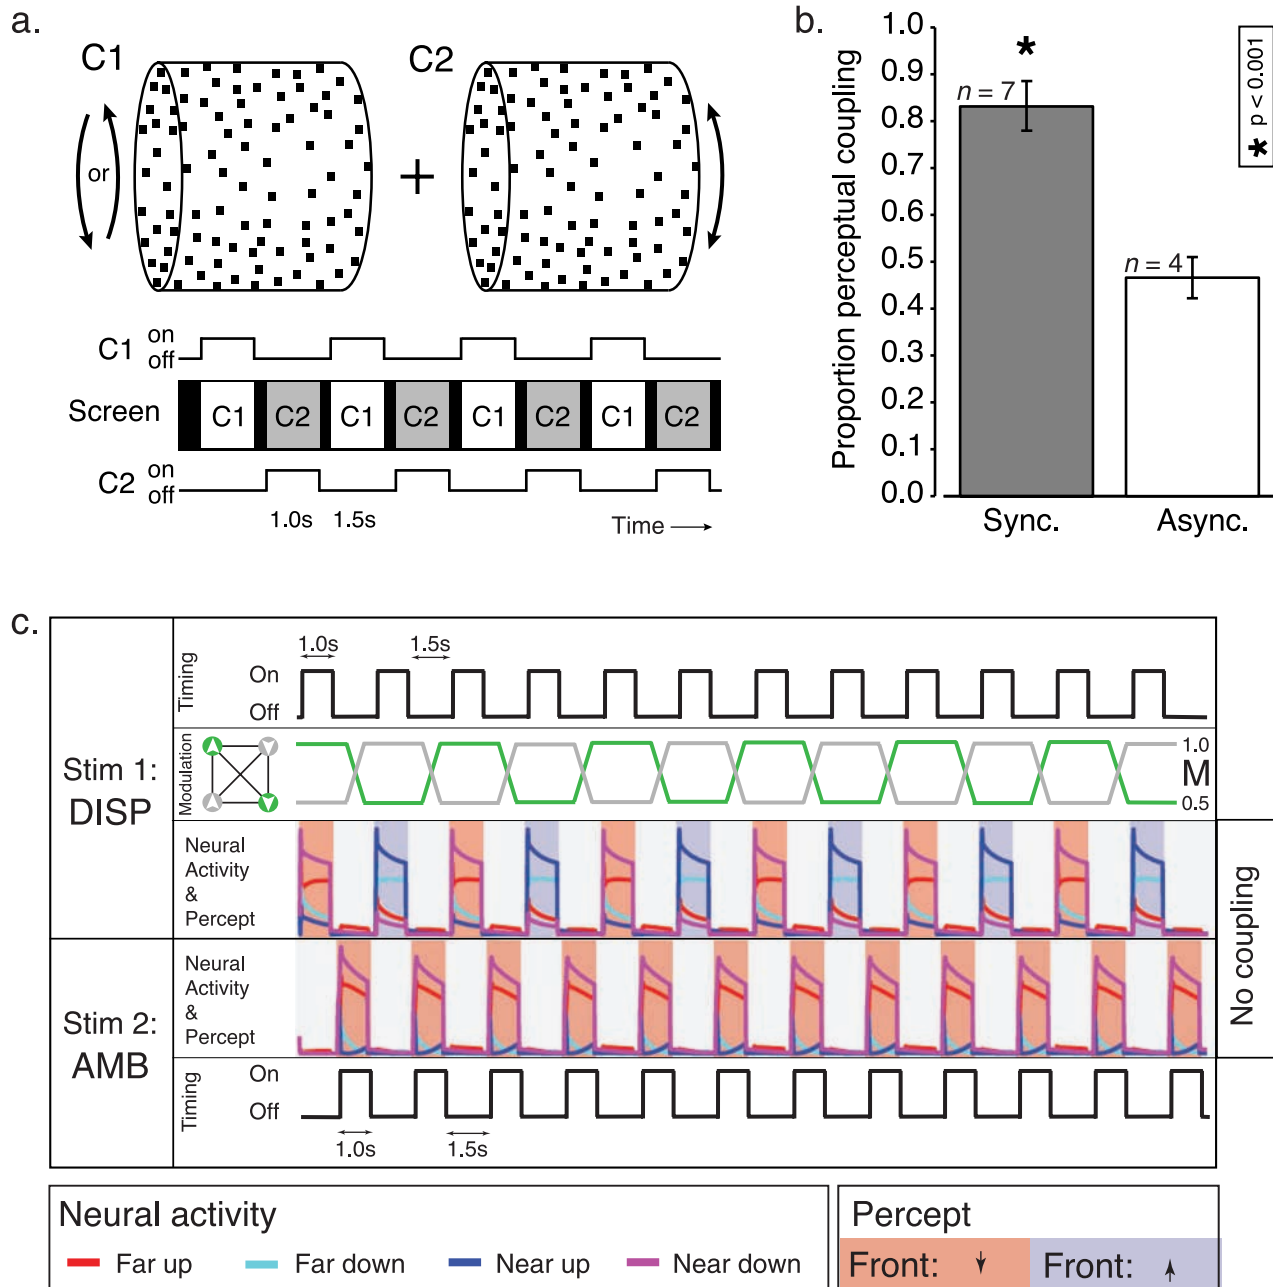 a.
C1
C2
or
+
C1 on
off
Screen
C1 C2 C1 C2 C1 C2 C1 C2
C2 on
off
1.0s 1.5s
Time
b.
Proportion perceptual coupling
1.0
0.9
0.8
0.7
0.6
0.5
0.4
0.3
0.2
0.1
0.0
*
n = 7
n = 4
* p < 0.001
Sync. Async.
c.
Stim 1:
DISP
Timing
On
Off
1.0s 1.5s
Modulation
1.0
M
0.5
Neural
Activity
&
Percept
Stim 2:
AMB
Neural
Activity
&
Percept
No coupling
Timing
On
Off
1.0s 1.5s
Neural activity
Far up Far down Near up Near down
Percept
Front: Front: